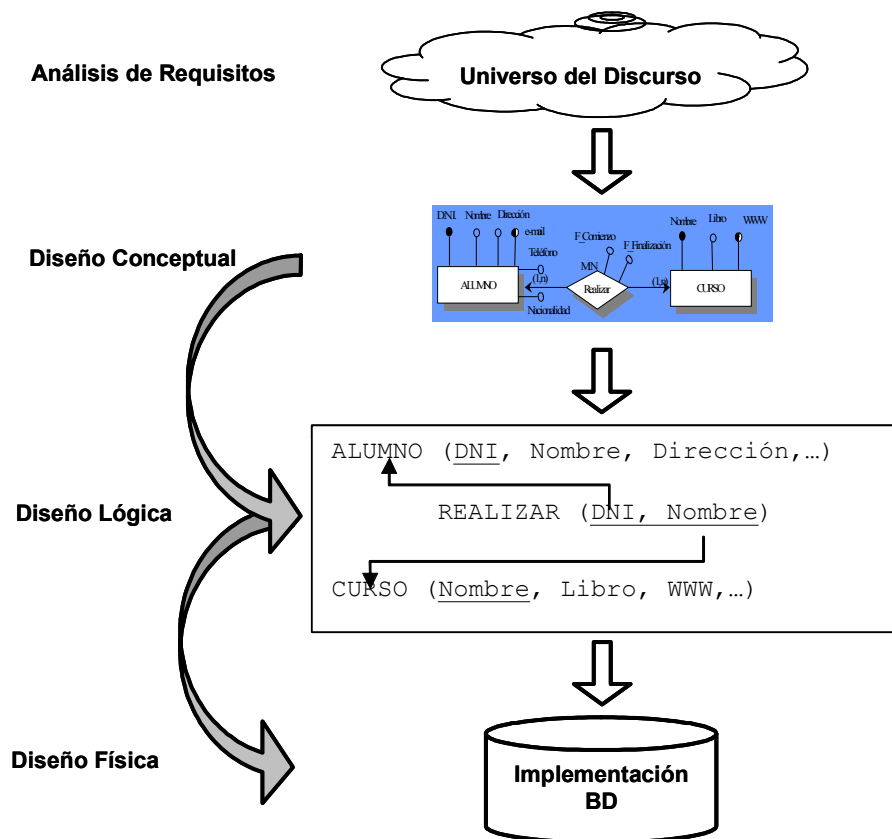 Análisis de Requisitos
Universo del Discurso
Diseño Conceptual
D.N.I.
Nombre
Dirección
e-mail
Teléfono
Nacionalidad
ALUMNO
(1,n)
M:N
F_Comienzo
F_Finalización
Realizar
(1,n)
Nombre
Libro
WWW
CURSO
Diseño Lógica
ALUMNO (DNI, Nombre, Dirección,…)
REALIZAR (DNI, Nombre)
CURSO (Nombre, Libro, WWW,…)
Diseño Física
Implementación
BD